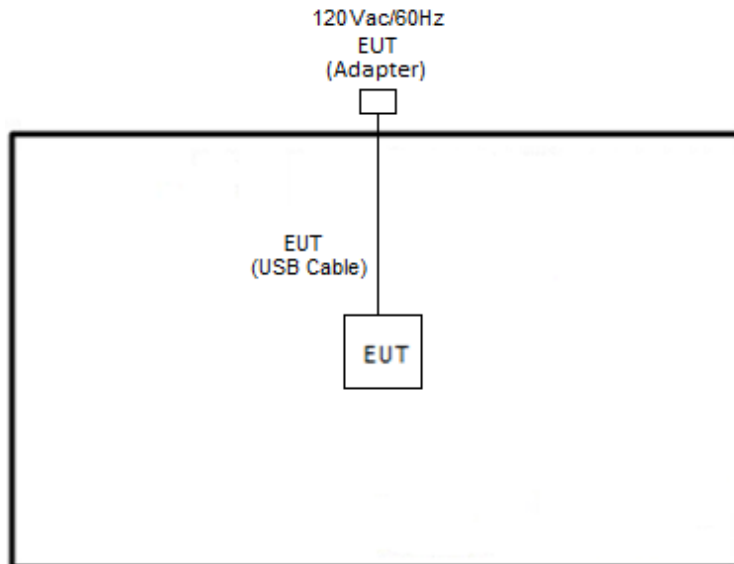 120Vac/60Hz
EUT
(Adapter)
EUT
(USB Cable)
EUT